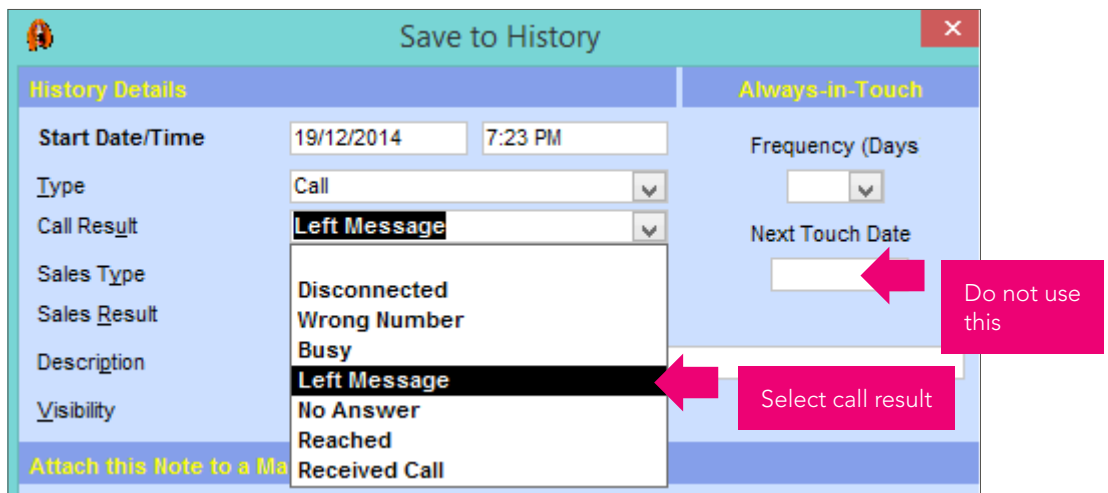 Save to History
History Details
Always-in-Touch
Start Date/Time 19/12/2014 7:23 PM
Frequency (Days
Type Call
Call Result Left Message
Next Touch Date
Sales Type
Disconnected
Sales Result
Wrong Number
Do not use
this
Busy
Description
Left Message
Select call result
Visibility
No Answer
Reached
Attach this Note to a Ma
Received Call